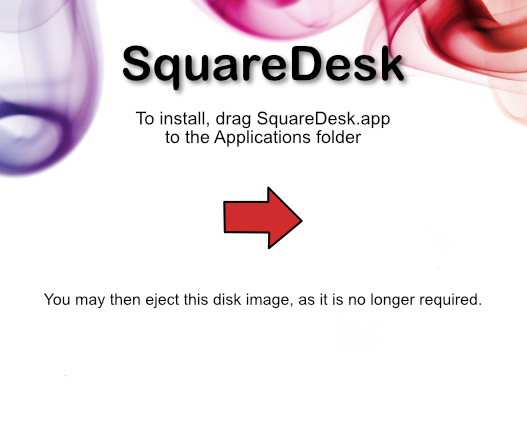 SquareDesk
To install, drag SquareDesk.app
to the Applications folder
You may then eject this disk image, as it is no longer required.